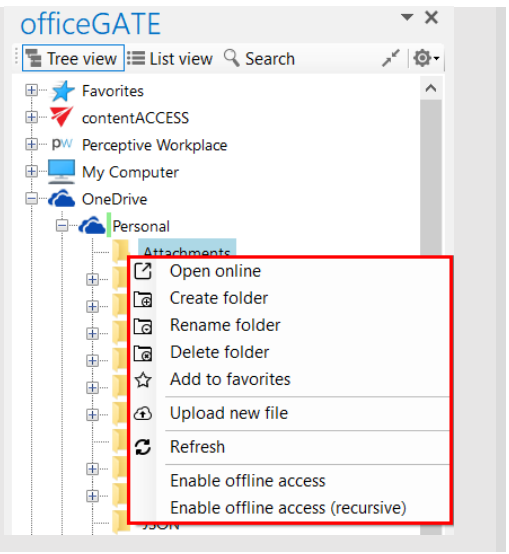 officeGATE
Tree view List view Search
Favorites
contentACCESS
pw Perceptive Workplace
My Computer
OneDrive
Personal
Attachments
Open online
Create folder
Rename folder
Delete folder
Add to favorites
Upload new file
Refresh
Enable offline access
Enable offline access (recursive)
JSON